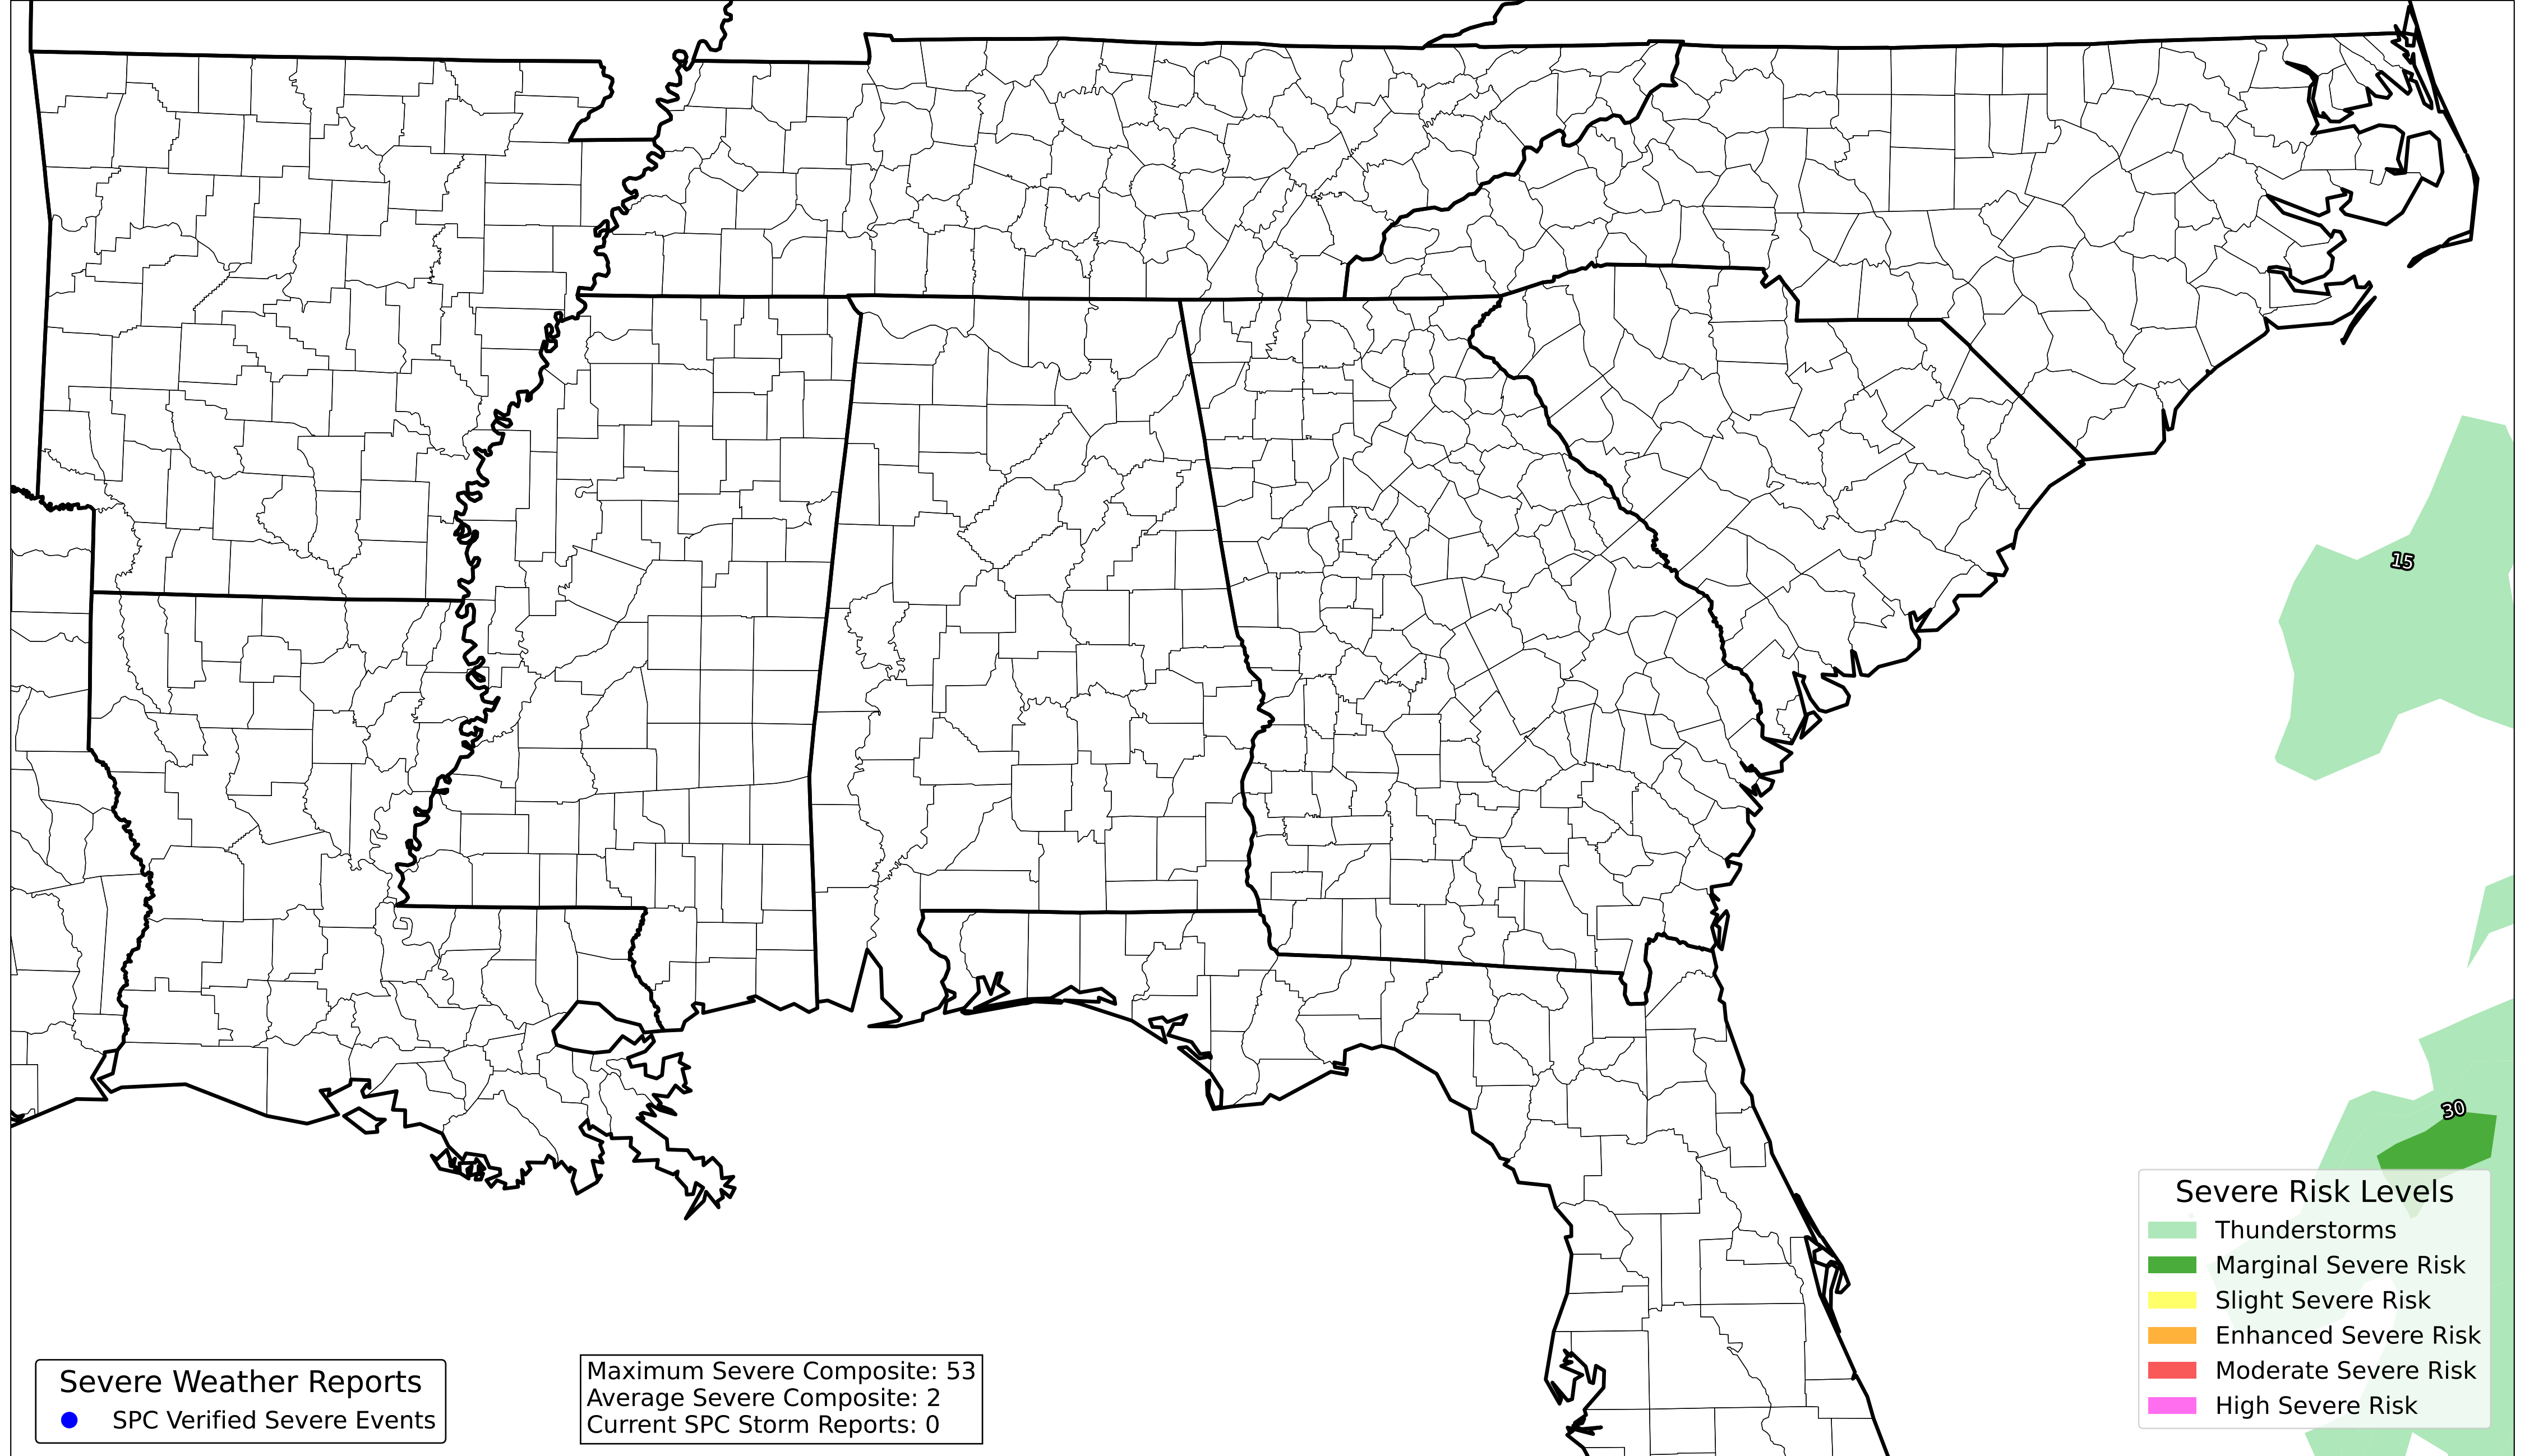 15
30
Severe Risk Levels
Thunderstorms
Marginal Severe Risk
Slight Severe Risk
Enhanced Severe Risk
Moderate Severe Risk
High Severe Risk
Severe Weather Reports
SPC Verified Severe Events
Maximum Severe Composite: 53
Average Severe Composite: 2
Current SPC Storm Reports: 0